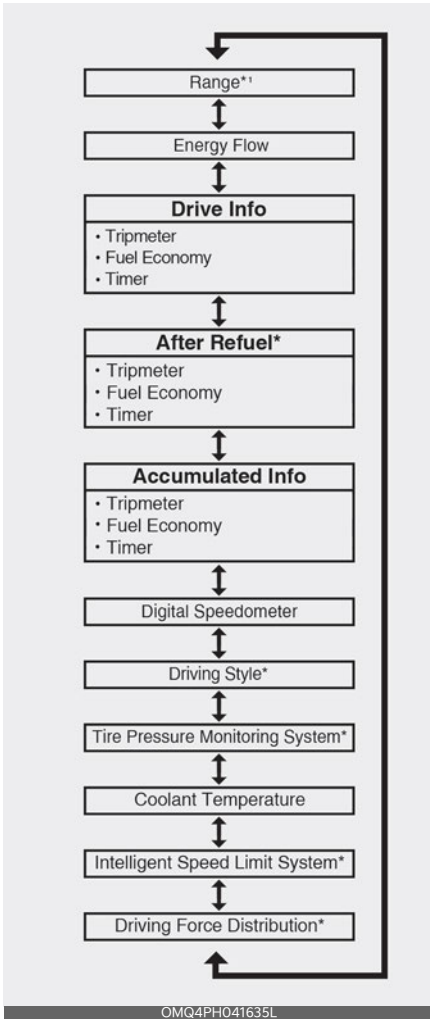 Range*¹
Energy Flow
Drive Info
• Tripmeter
• Fuel Economy
• Timer
After Refuel*
• Tripmeter
• Fuel Economy
• Timer
Accumulated Info
• Tripmeter
• Fuel Economy
• Timer
Digital Speedometer
Driving Style*
Tire Pressure Monitoring System*
Coolant Temperature
Intelligent Speed Limit System*
Driving Force Distribution*
OMQ4PH041635L